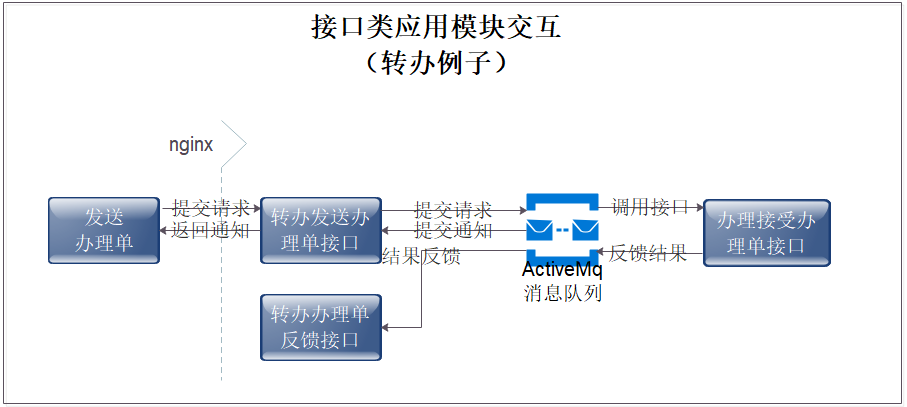 接口类应用模块交互
（转办例子）
nginx
发送
办理单
提交请求
返回通知
转办发送办
理单接口
提交请求
提交通知
结果反馈
ActiveMq
消息队列
调用接口
反馈结果
办理接受办
理单接口
转办办理单
反馈接口